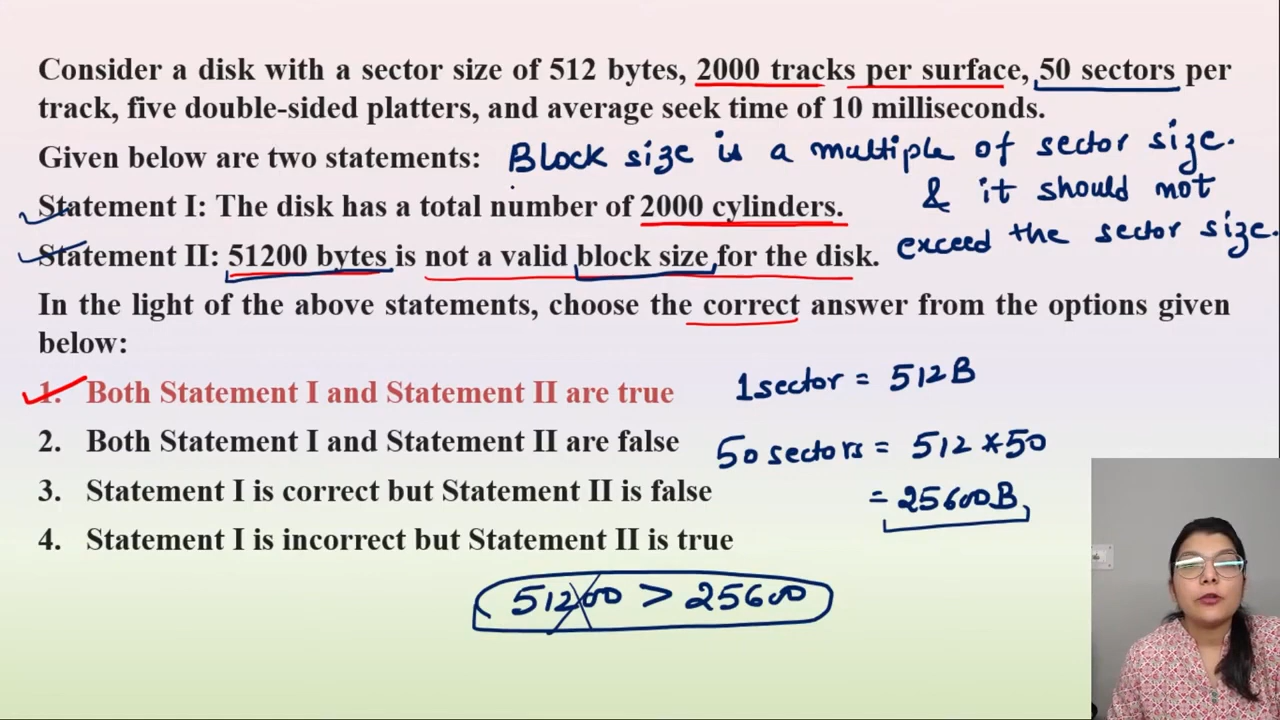 Consider a disk with a sector size of 512 bytes, 2000 tracks per surface, 50 sectors per
track, five double-sided platters, and average seek time of 10 milliseconds.
Given below are two statements: Block size is a multiple of sector size.
& it should not
Statement I: The disk has a total number of 2000 cylinders.
exceed the sector size.
Statement II: 51200 bytes is not a valid block size for the disk.
In the light of the above statements, choose the correct answer from the options given
below:
1. Both Statement I and Statement II are true
1 sector = 512B
2. Both Statement I and Statement II are false
50 sectors = 512 * 50
3. Statement I is correct but Statement II is false
= 25600B
4. Statement I is incorrect but Statement II is true
51200 > 25600